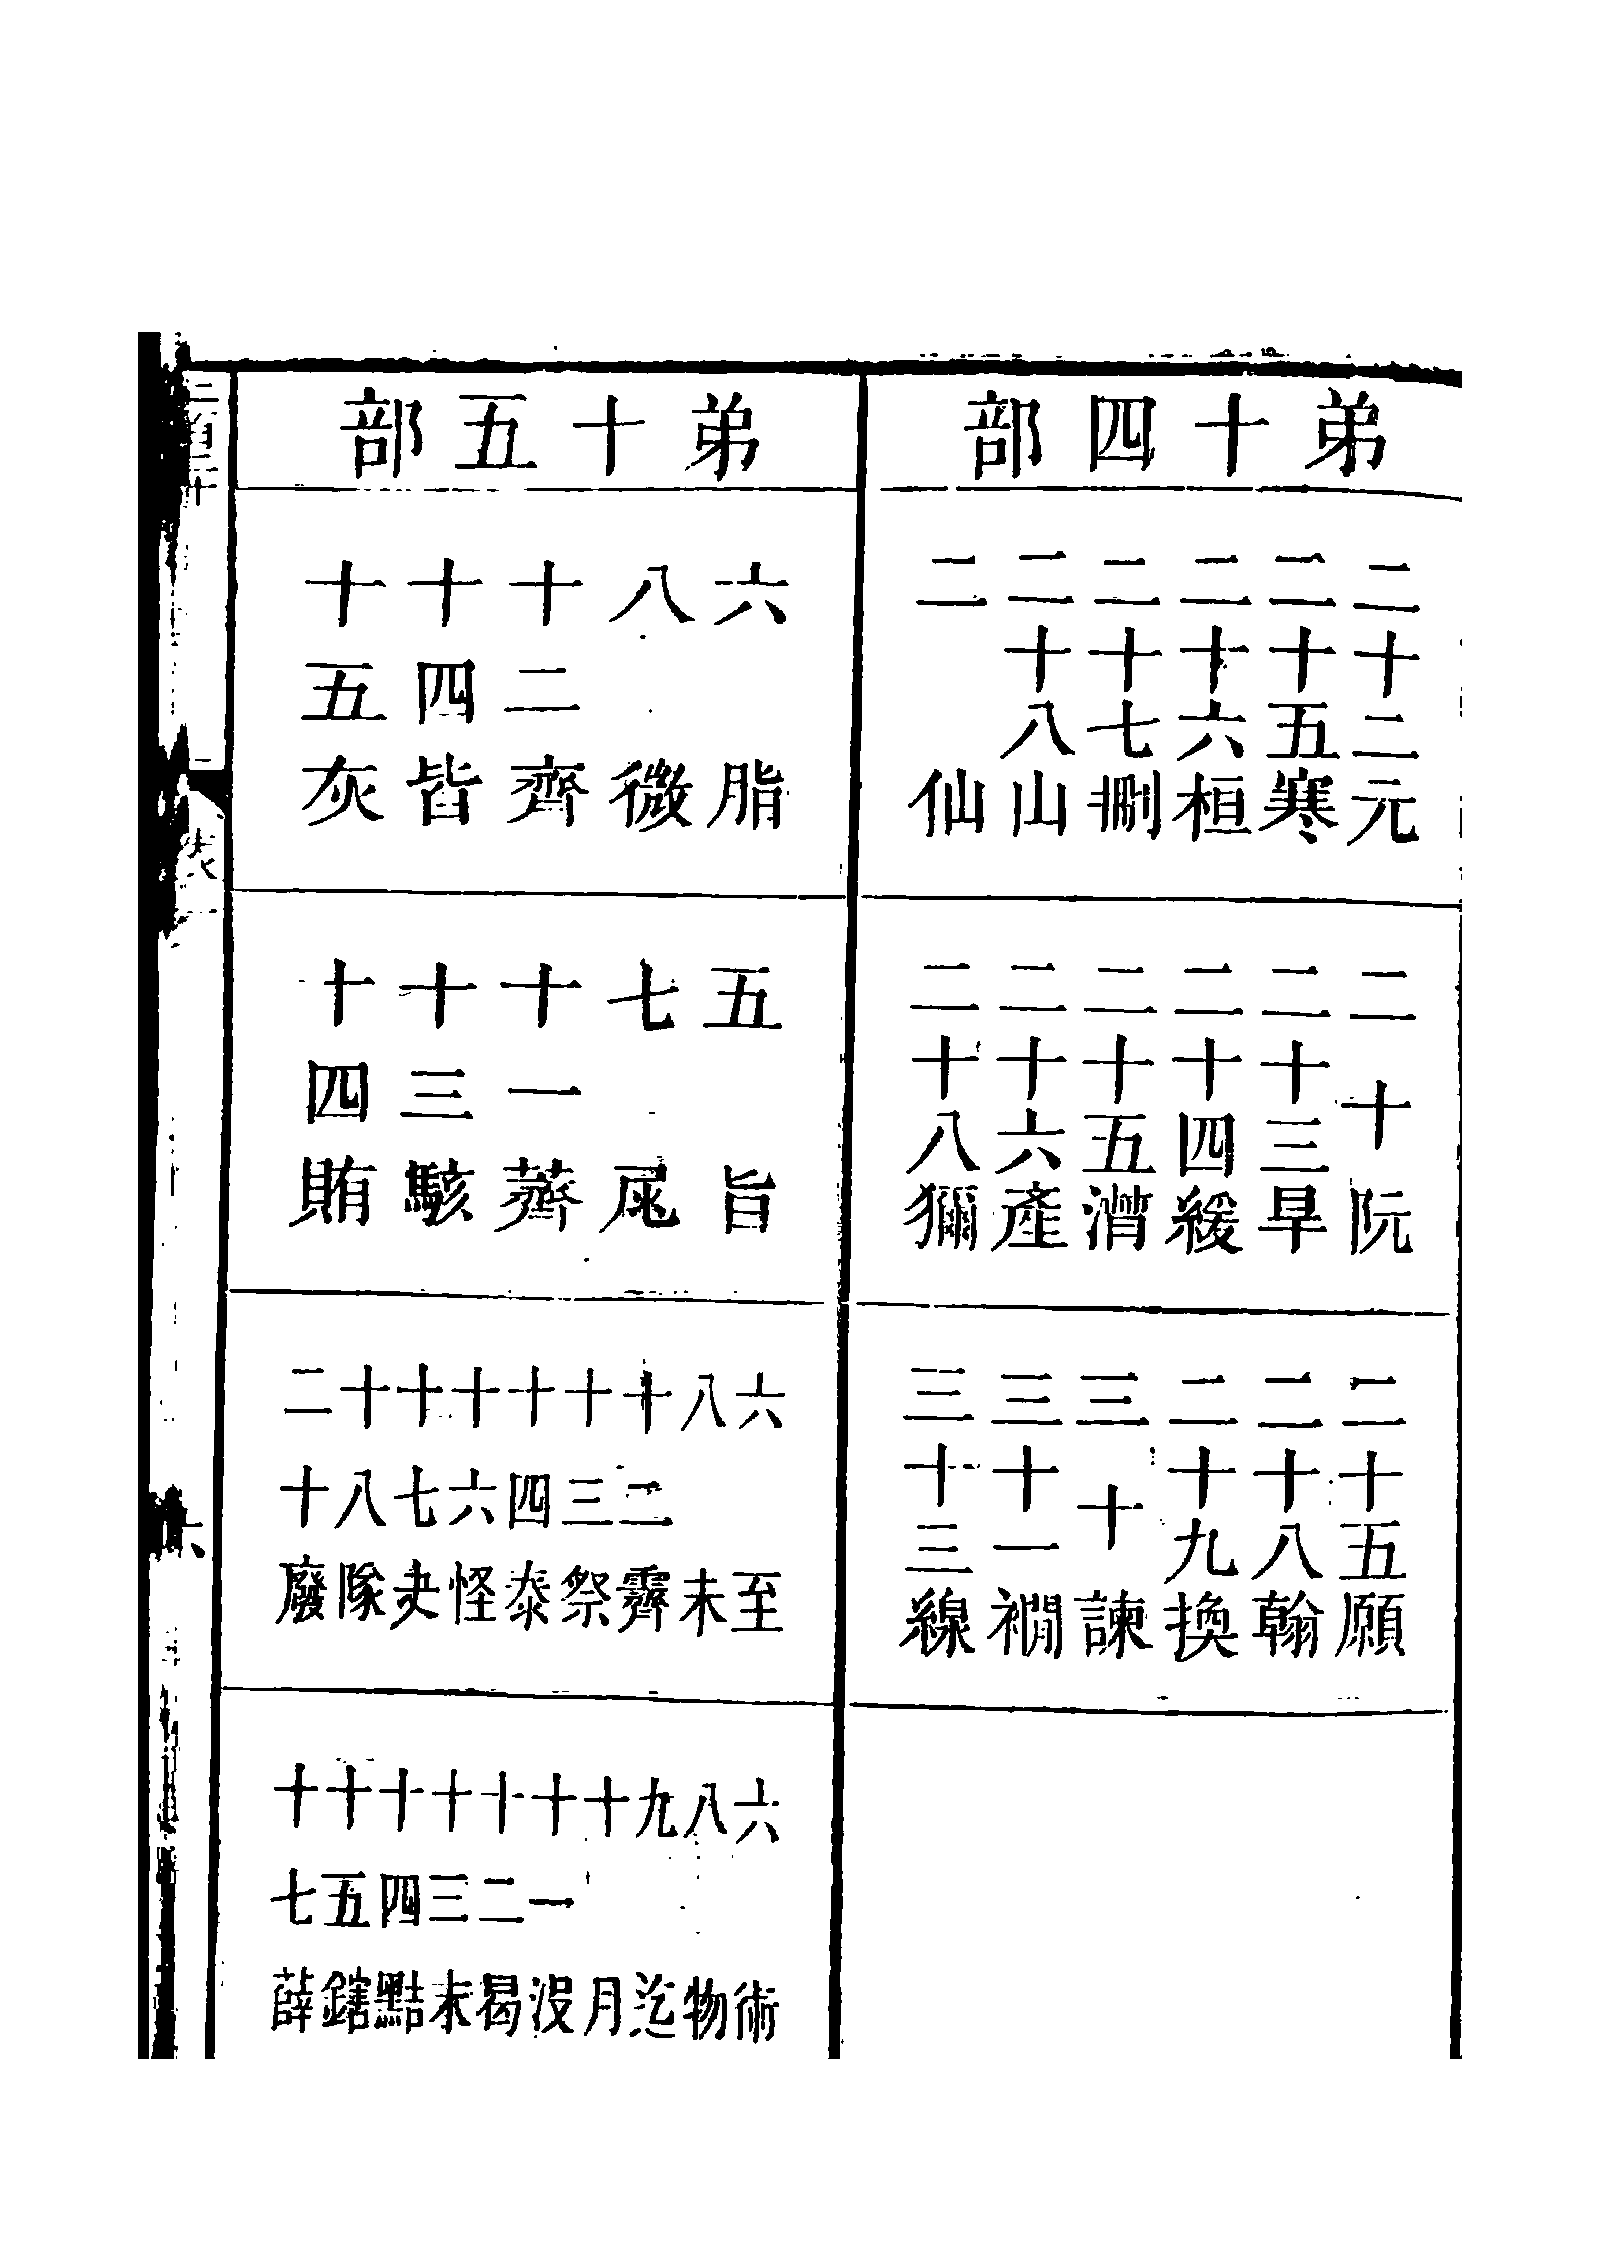 弟十四部
二十二元
二十五寒
二十六桓
二十七刪
二十八山
二仙
二十阮
二十三旱
二十四緩
二十五潸
二十六產
二十八獮
二十五願
二十八翰
二十九換
三十諫
三十一襉
三十三線
弟十五部
六脂
八微
十二齊
十四皆
十五灰
五旨
七尾
十一薺
十三駭
十四賄
六至
八未
十二霽
十三祭
十四泰
十六怪
十七夬
十八隊
二十廢
六術
八物
九迄
十月
十一沒
十二曷
十三末
十四黠
十五鎋
十七薛
表
六